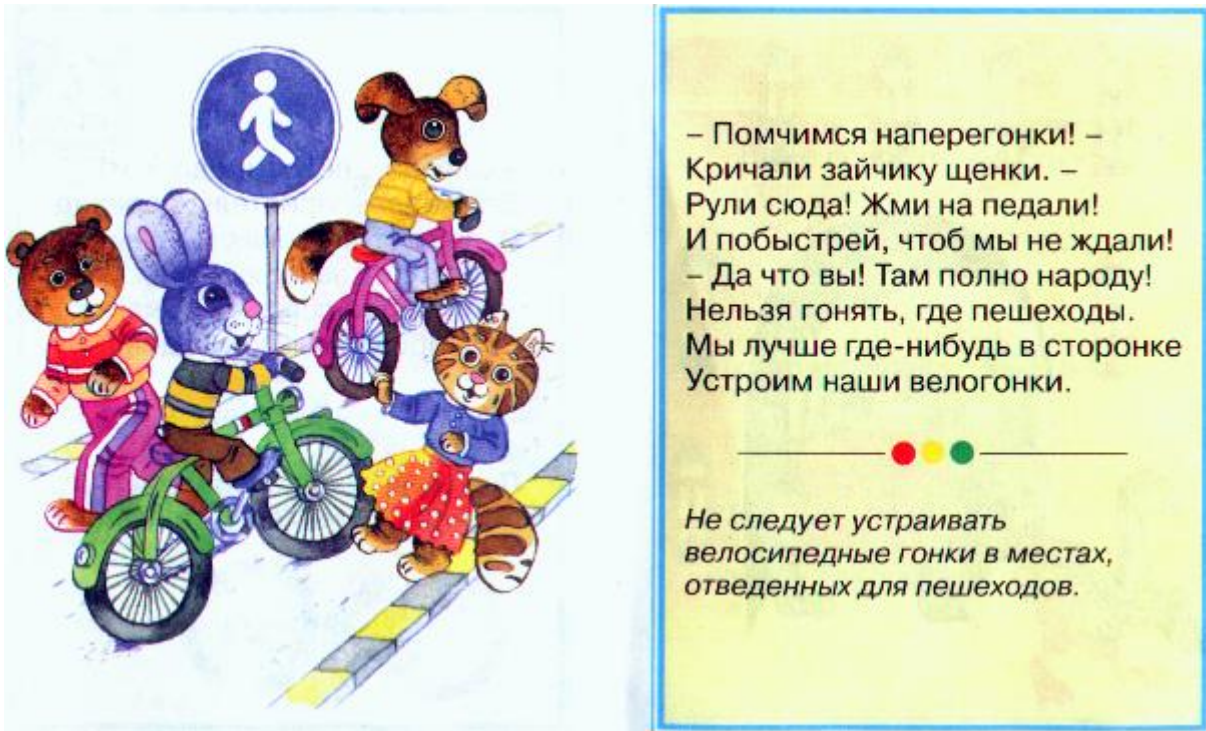 – Помчимся наперегонки! –
Кричали зайчику щенки. –
Рули сюда! Жми на педали!
И побыстрей, чтоб мы не ждали!
– Да что вы! Там полно народу!
Нельзя гонять, где пешеходы.
Мы лучше где-нибудь в сторонке
Устроим наши велогонки.
Не следует устраивать
велосипедные гонки в местах,
отведенных для пешеходов.